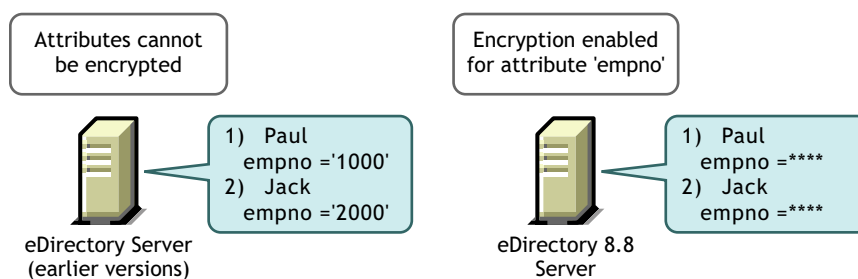 Attributes cannot
be encrypted
1) Paul
empno ='1000'
2) Jack
empno ='2000'
eDirectory Server
(earlier versions)
Encryption enabled
for attribute 'empno'
1) Paul
empno =****
2) Jack
empno =****
eDirectory 8.8
Server